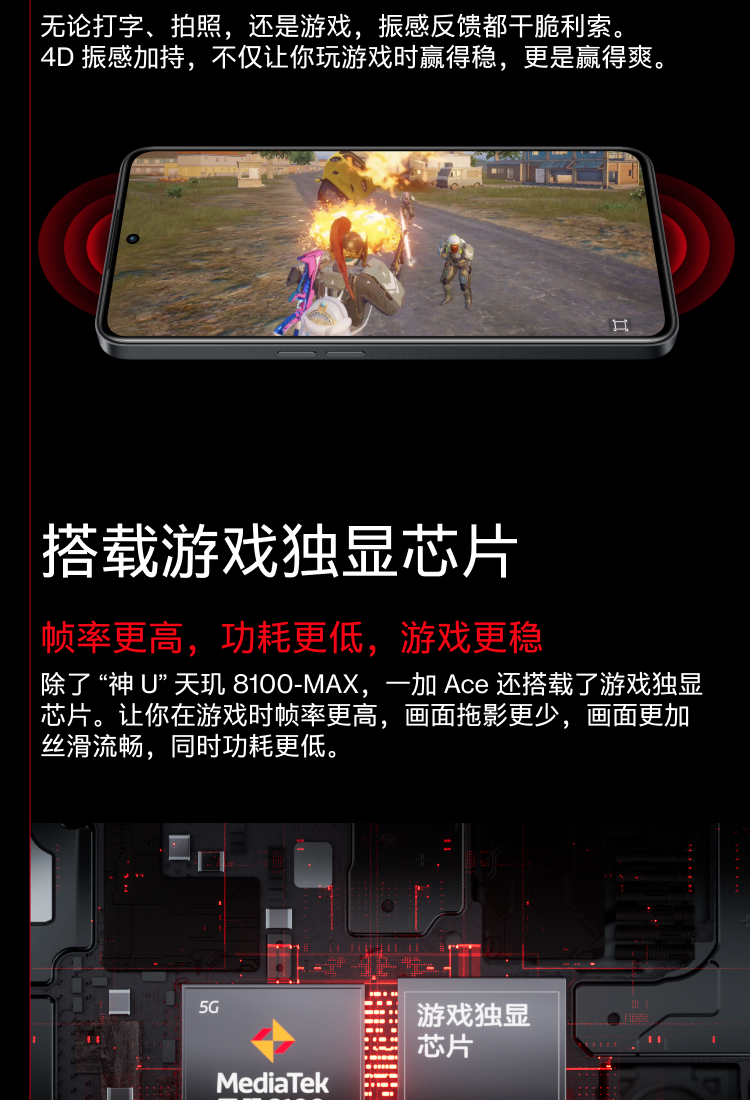 无论打字、拍照，还是游戏，振感反馈都干脆利索。
4D 振感加持，不仅让你玩游戏时赢得稳，更是赢得爽。
搭载游戏独显芯片
帧率更高，功耗更低，游戏更稳
除了 “神 U” 天玑 8100-MAX，一加 Ace 还搭载了游戏独显
芯片。让你在游戏时帧率更高，画面拖影更少，画面更加
丝滑流畅，同时功耗更低。
5G
MediaTek
游戏独显
芯片